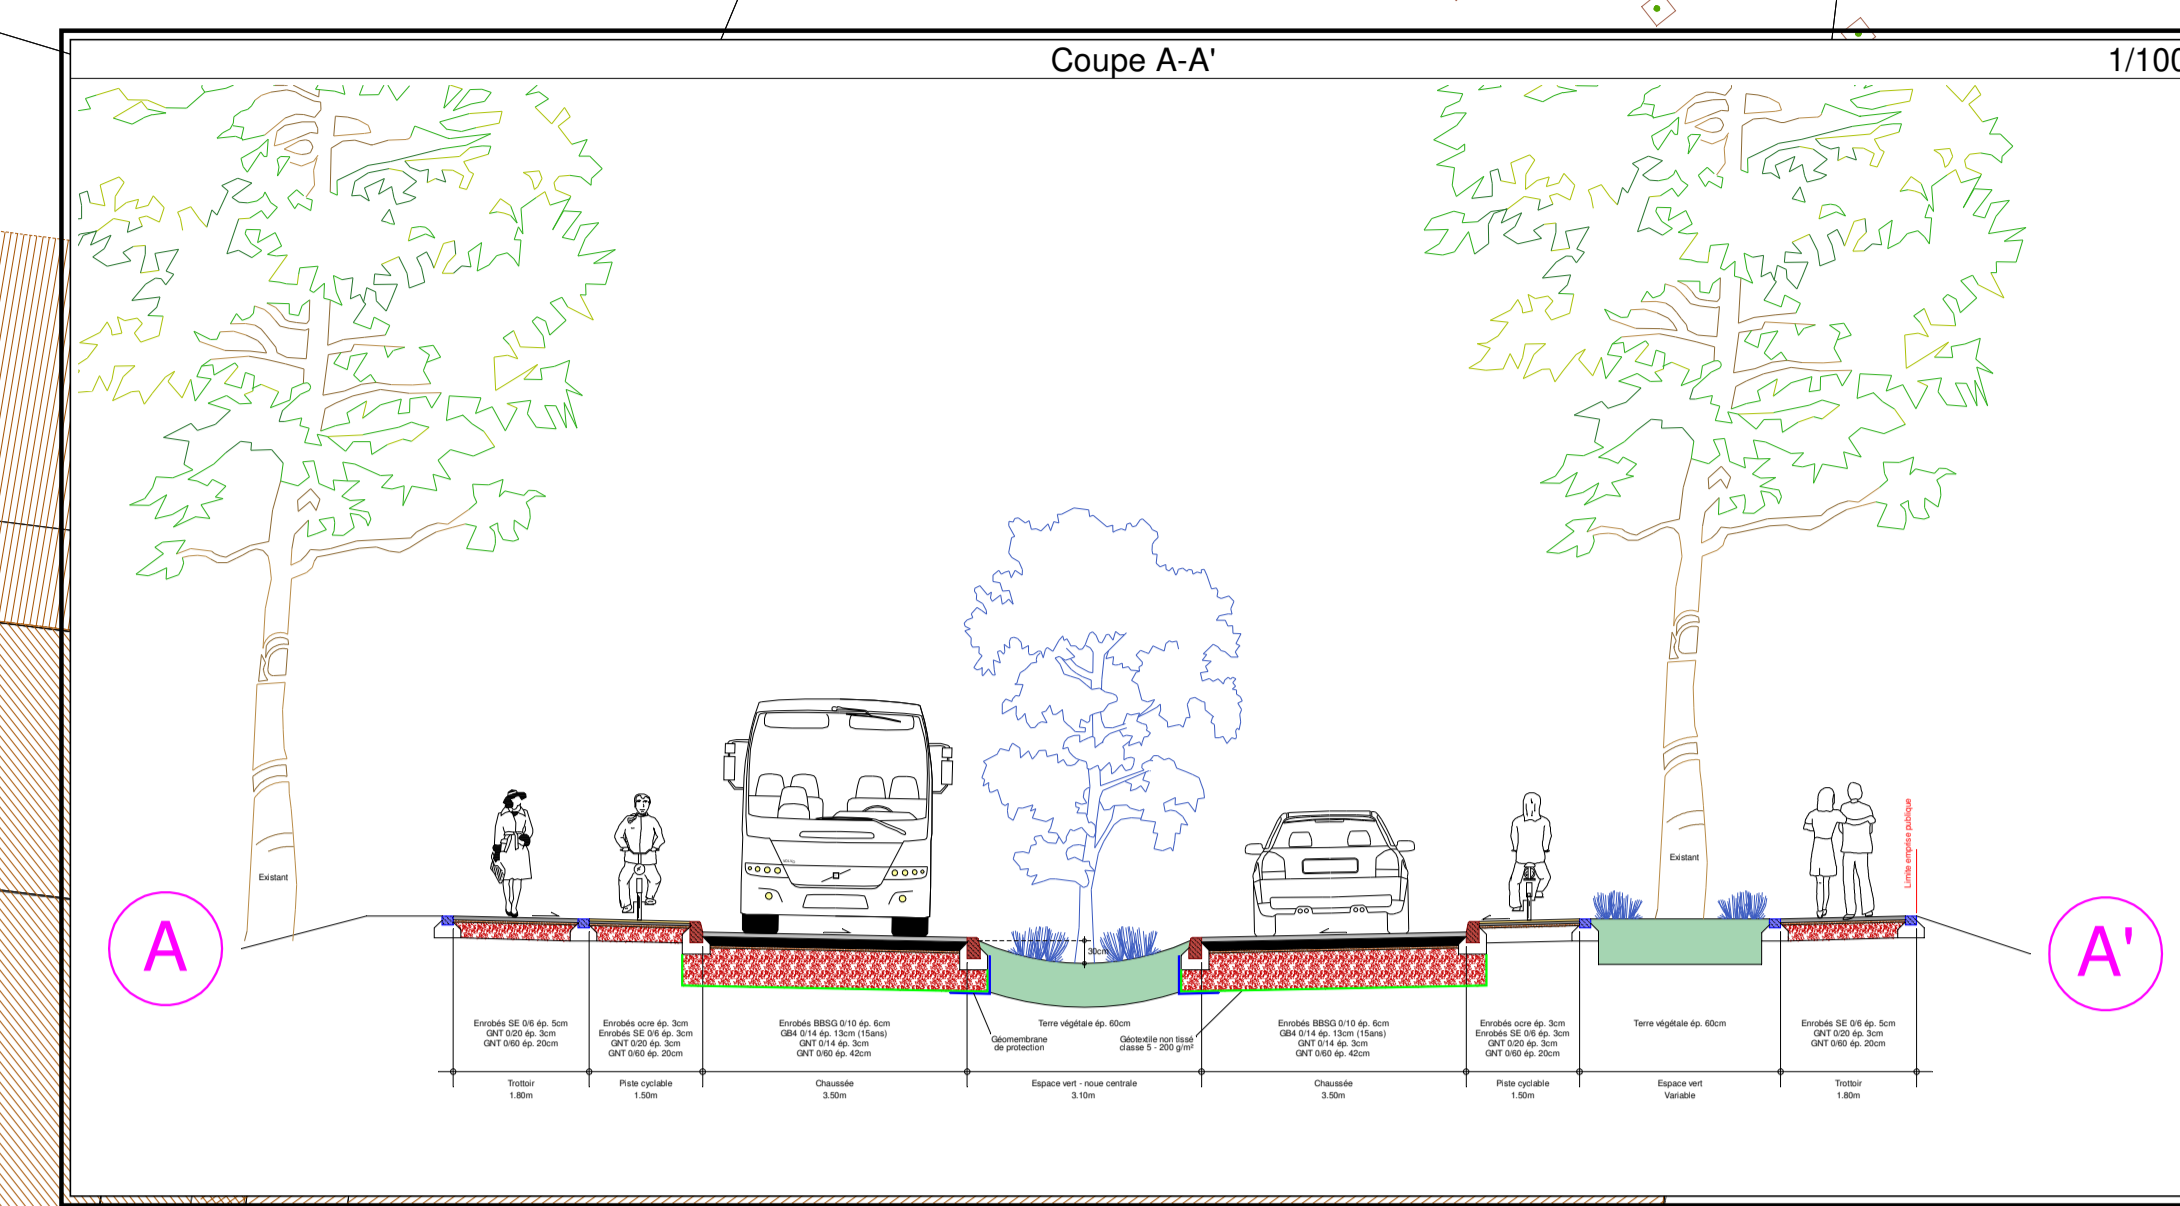 Coupe A-A'
1/100
Existant
Existant
Limite emprise publique
A
A'
30cm
Enrobés SE 0/6 ép. 5cm
GNT 0/20 ép. 3cm
GNT 0/60 ép. 20cm
Enrobés ocre ép. 3cm
Enrobés SE 0/6 ép. 3cm
GNT 0/20 ép. 3cm
GNT 0/60 ép. 20cm
Enrobés BBSG 0/10 ép. 6cm
GB4 0/14 ép. 13cm (15ans)
GNT 0/14 ép. 3cm
GNT 0/60 ép. 42cm
Géomembrane
de protection
Terre végétale ép. 60cm
Géotextile non tissé
classe 5 - 200 g/m²
Enrobés BBSG 0/10 ép. 6cm
GB4 0/14 ép. 13cm (15ans)
GNT 0/14 ép. 3cm
GNT 0/60 ép. 42cm
Enrobés ocre ép. 3cm
Enrobés SE 0/6 ép. 3cm
GNT 0/20 ép. 3cm
GNT 0/60 ép. 20cm
Terre végétale ép. 60cm
Enrobés SE 0/6 ép. 5cm
GNT 0/20 ép. 3cm
GNT 0/60 ép. 20cm
Trottoir
1.80m
Piste cyclable
1.50m
Chaussée
3.50m
Espace vert - noue centrale
3.10m
Chaussée
3.50m
Piste cyclable
1.50m
Espace vert
Variable
Trottoir
1.80m